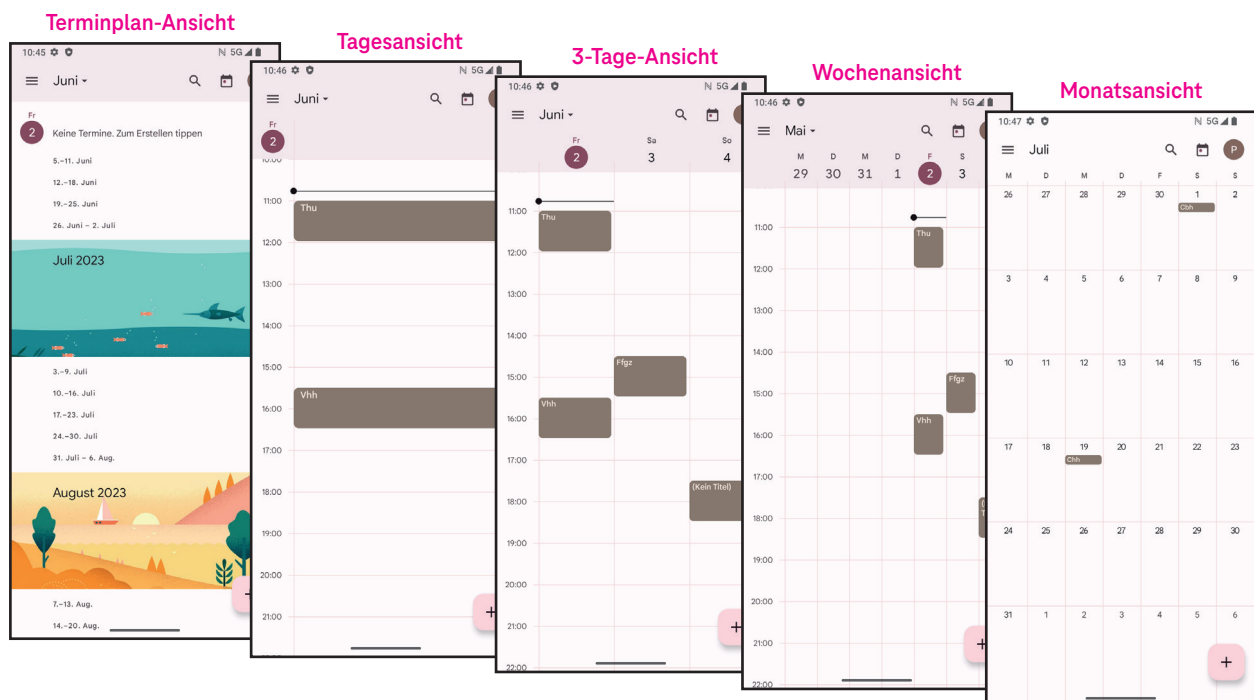 Terminplan-Ansicht
10:45 5G
Juni
Fr
2 Keine Termine. Zum Erstellen tippen
5.–11. Juni
12.–18. Juni
19.–25. Juni
26. Juni – 2. Juli
Juli 2023
3.–9. Juli
10.–16. Juli
17.–23. Juli
24.–30. Juli
31. Juli – 6. Aug.
August 2023
7.–13. Aug.
14.–20. Aug.
Tagesansicht
10:46 5G
Juni
Fr
2
10:00
11:00 Thu
12:00
13:00
14:00
15:00
Vhh
16:00
17:00
18:00
19:00
20:00
21:00
+
3-Tage-Ansicht
10:46 5G
Juni
Fr Sa So
2 3 4
11:00 Thu
12:00
13:00
14:00
Ffgz
15:00
Vhh
16:00
17:00
(Kein Titel)
18:00
19:00
20:00
21:00
+
22:00
Wochenansicht
10:46 5G
Mai
M D M D F S
29 30 31 1 2 3
11:00 Thu
12:00
13:00
14:00
Ffgz
15:00
Vhh
16:00
17:00
18:00
19:00
20:00
21:00
22:00
Monatsansicht
10:47 5G
Juli P
M D M D F S S
26 27 28 29 30 1 2
Cbh
3 4 5 6 7 8 9
10 11 12 13 14 15 16
17 18 19 20 21 22 23
Chh
24 25 26 27 28 29 30
31 1 2 3 4 5 6
+